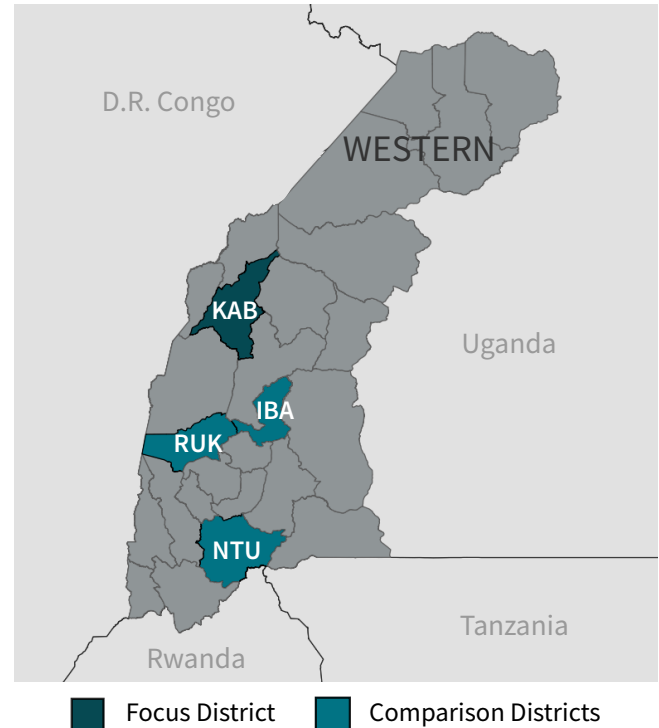 D.R. Congo
WESTERN
KAB
Uganda
IBA
RUK
NTU
Tanzania
Rwanda
Focus District
Comparison Districts